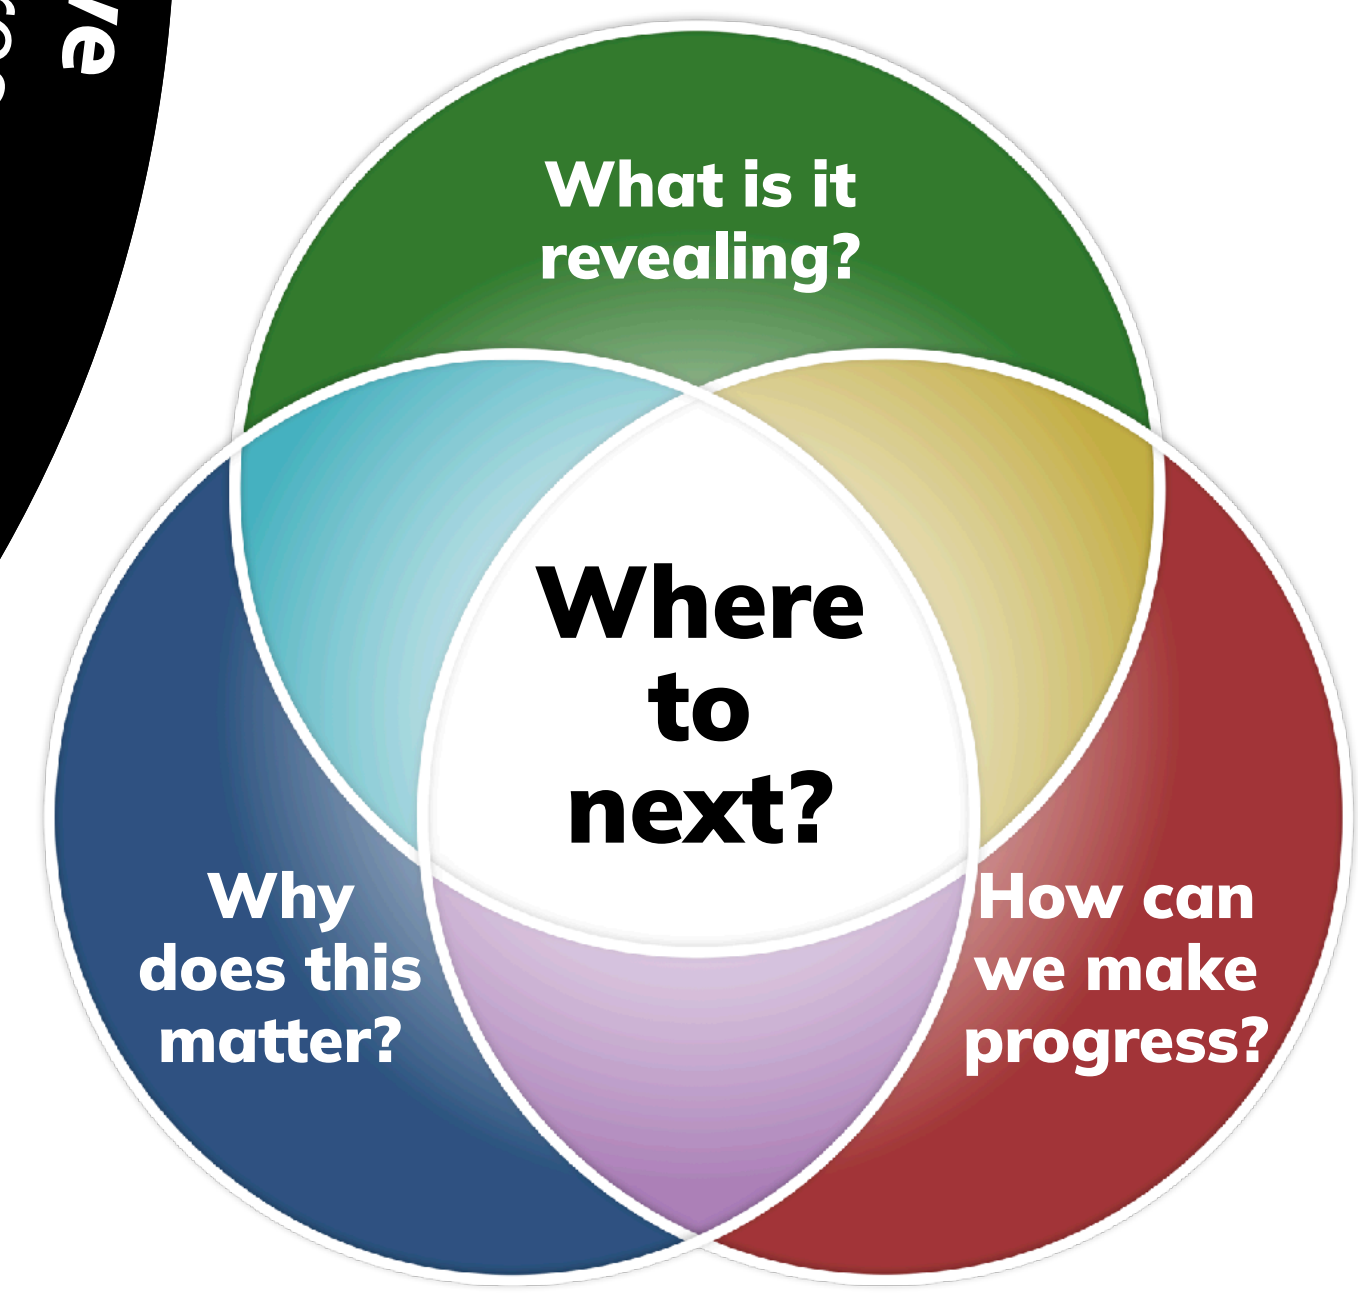 What is it
revealing?
Where
to
next?
Why
does this
matter?
How can
we make
progress?